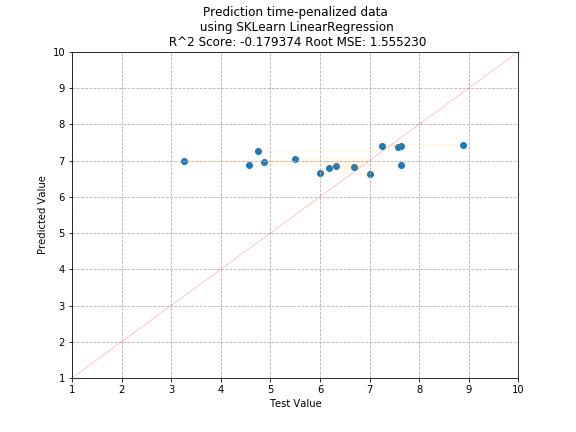 Prediction time-penalized data
using SKLearn LinearRegression
R^2 Score: -0.179374 Root MSE: 1.555230
10
9
8
7
6
5
4
3
2
1
Predicted Value
1 2 3 4 5 6 7 8 9 10
Test Value